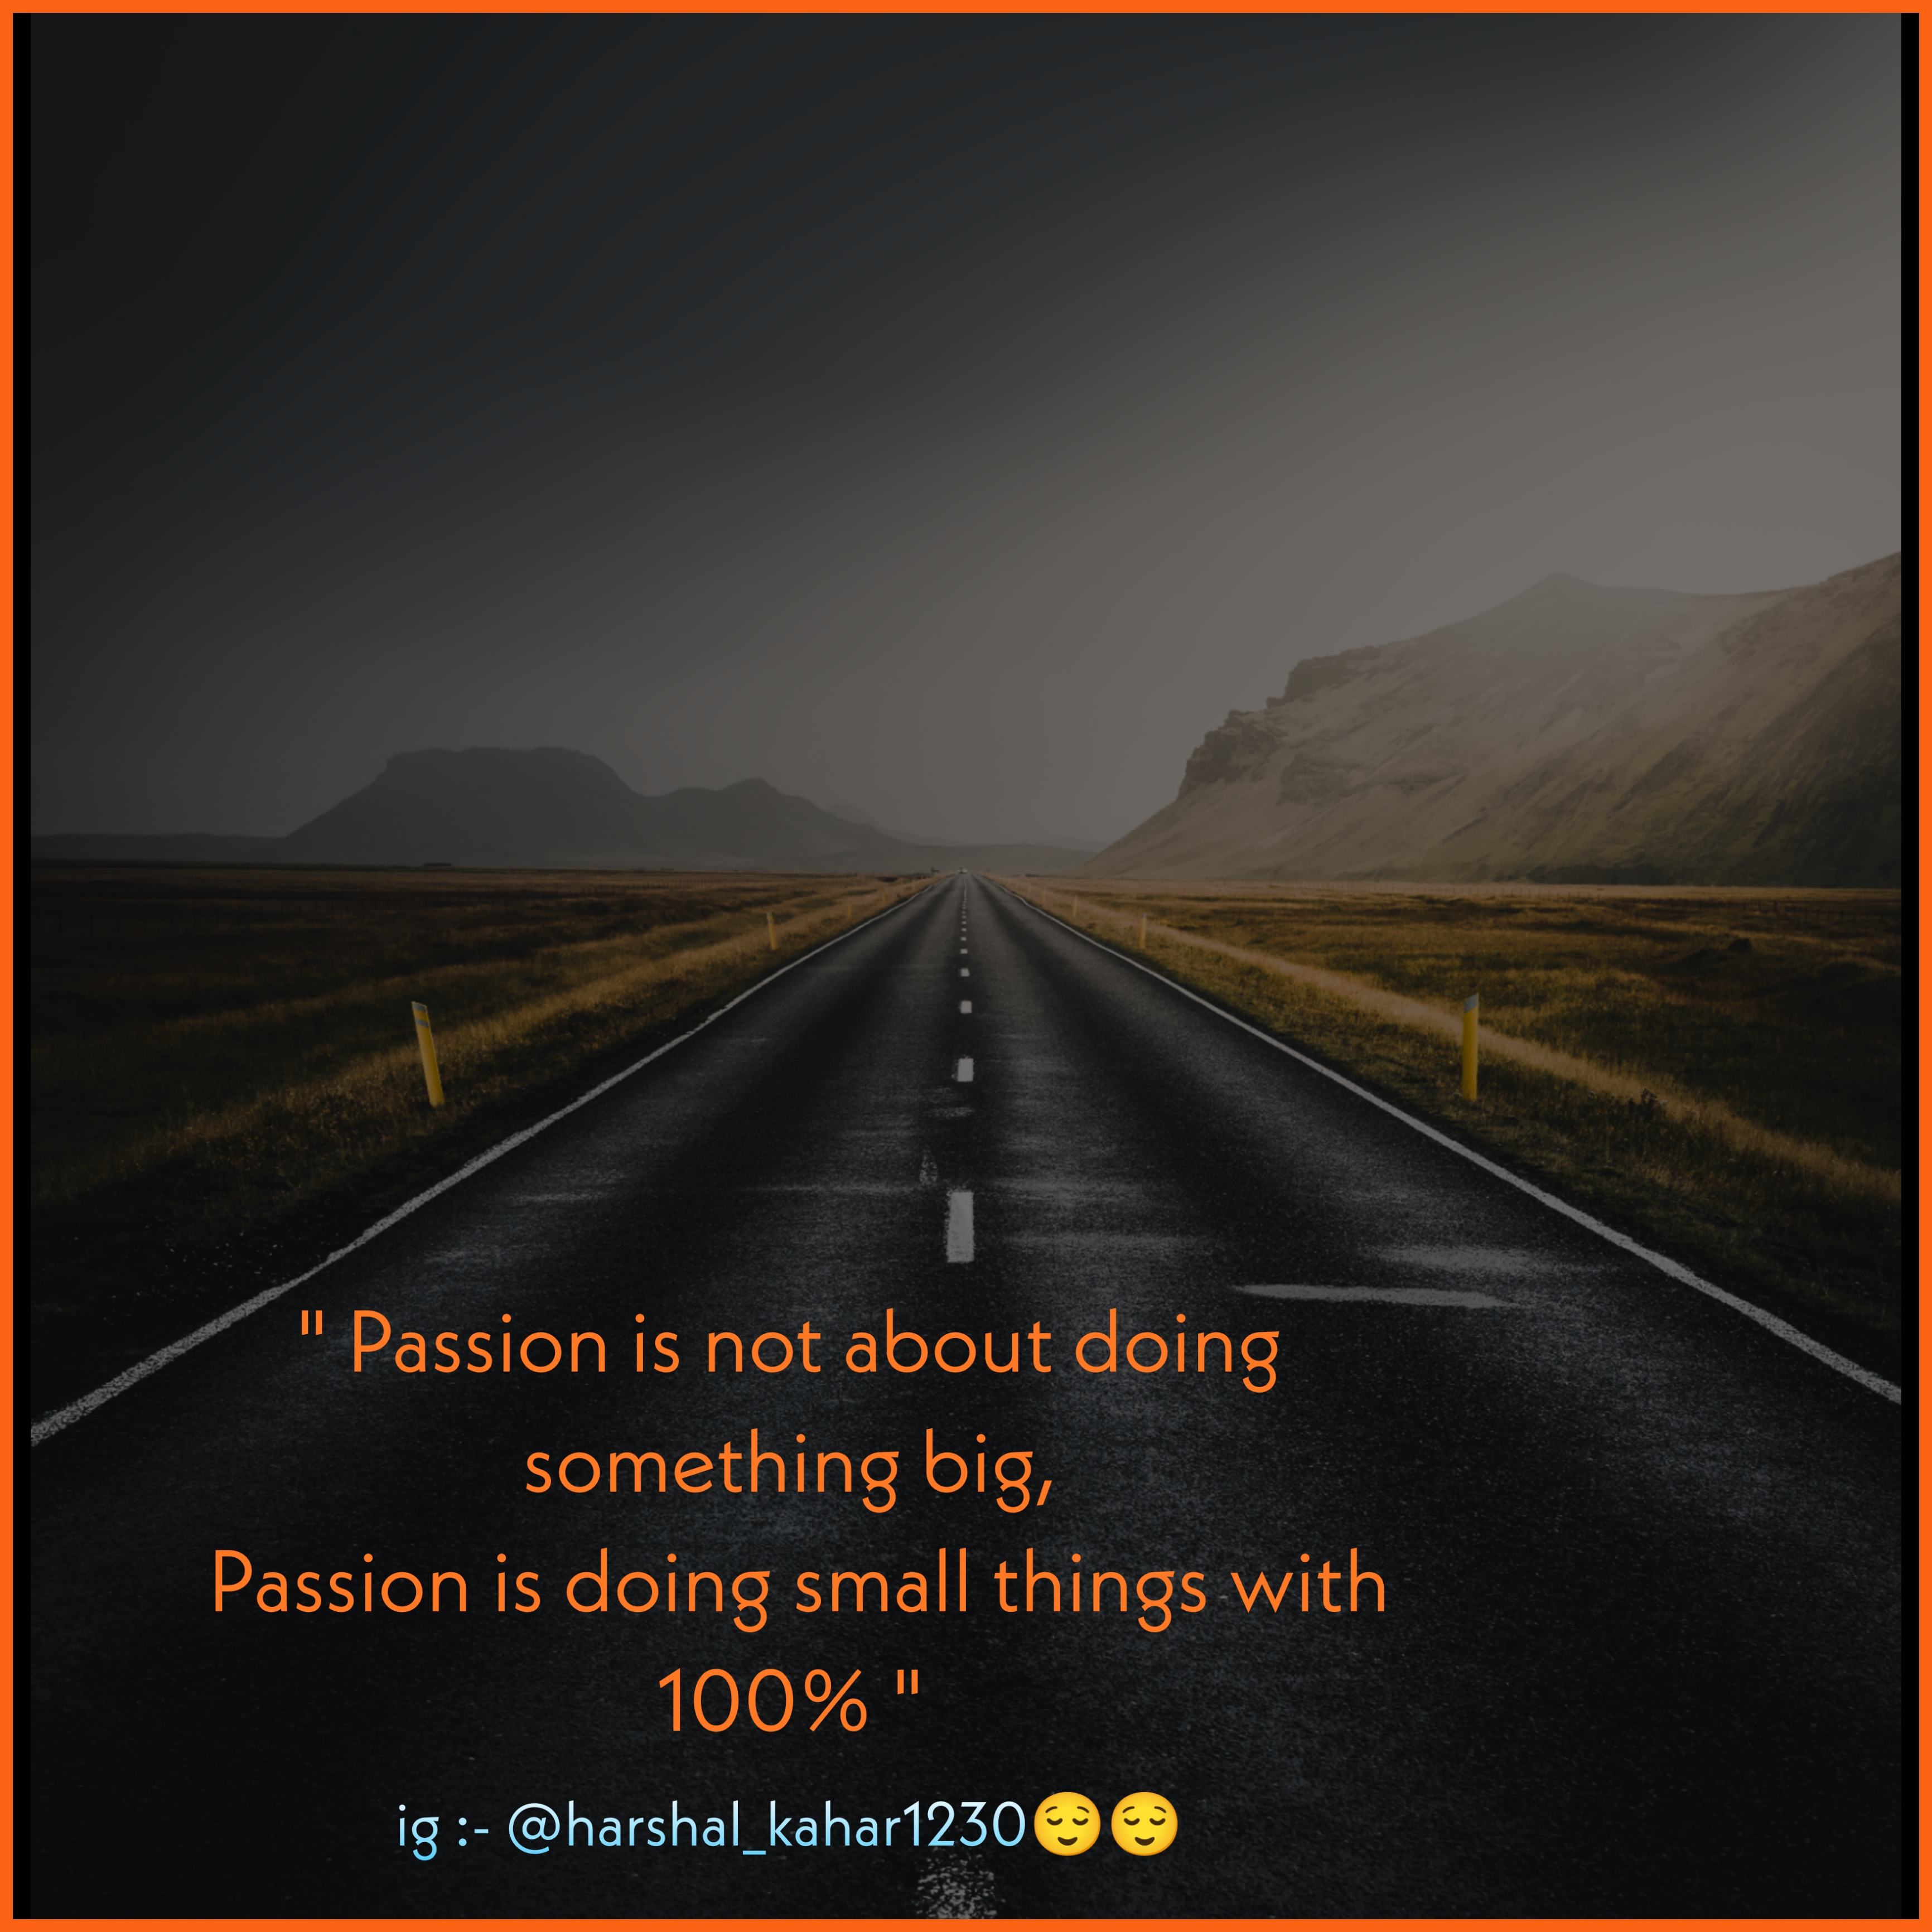 " Passion is not about doing
something big,
Passion is doing small things with
100% "
ig :- @harshal_kahar1230😌😌